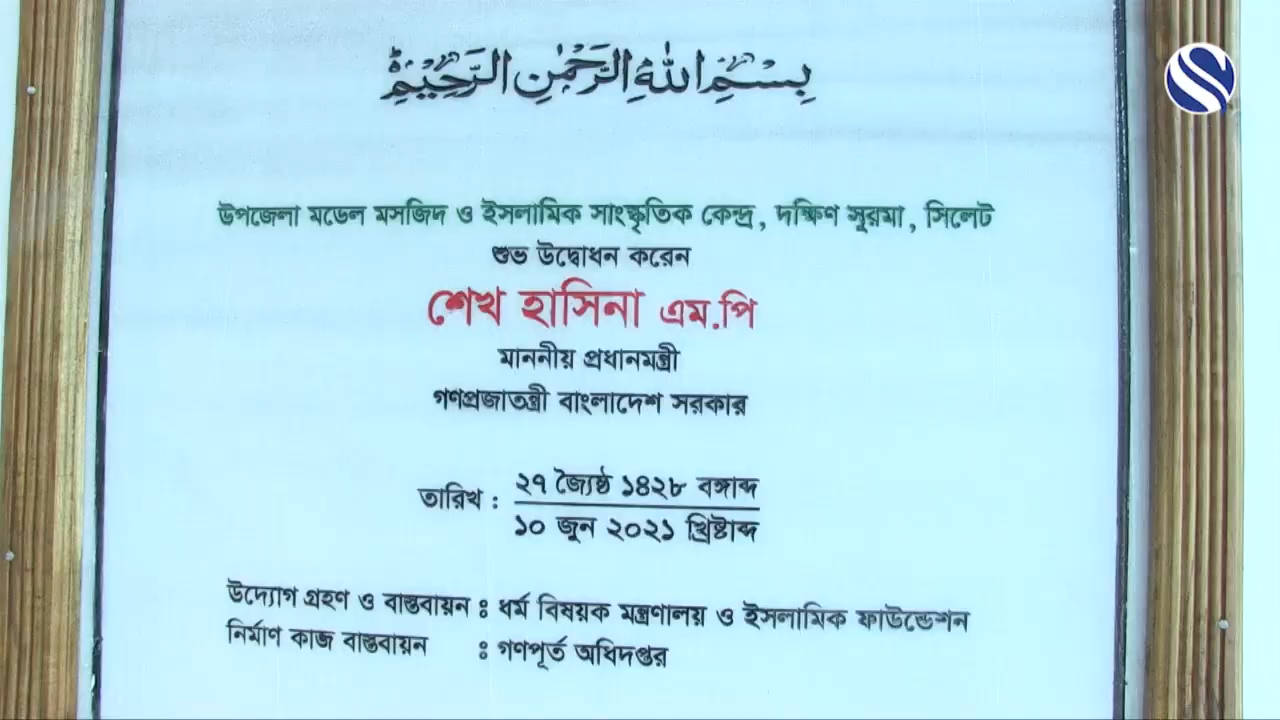 بِسْمِ اللهِ الرَّحْمٰنِ الرَّحِيْمِ
উপজেলা মডেল মসজিদ ও ইসলামিক সাংস্কৃতিক কেন্দ্র, দক্ষিণ সুরমা, সিলেট
শুভ উদ্বোধন করেন
শেখ হাসিনা এম.পি
মাননীয় প্রধানমন্ত্রী
গণপ্রজাতন্ত্রী বাংলাদেশ সরকার
তারিখ : ২৭ জ্যৈষ্ঠ ১৪২৮ বঙ্গাব্দ
১০ জুন ২০২১ খ্রিষ্টাব্দ
উদ্যোগ গ্রহণ ও বাস্তবায়ন : ধর্ম বিষয়ক মন্ত্রণালয় ও ইসলামিক ফাউন্ডেশন
নির্মাণ কাজ বাস্তবায়ন : গণপূর্ত অধিদপ্তর